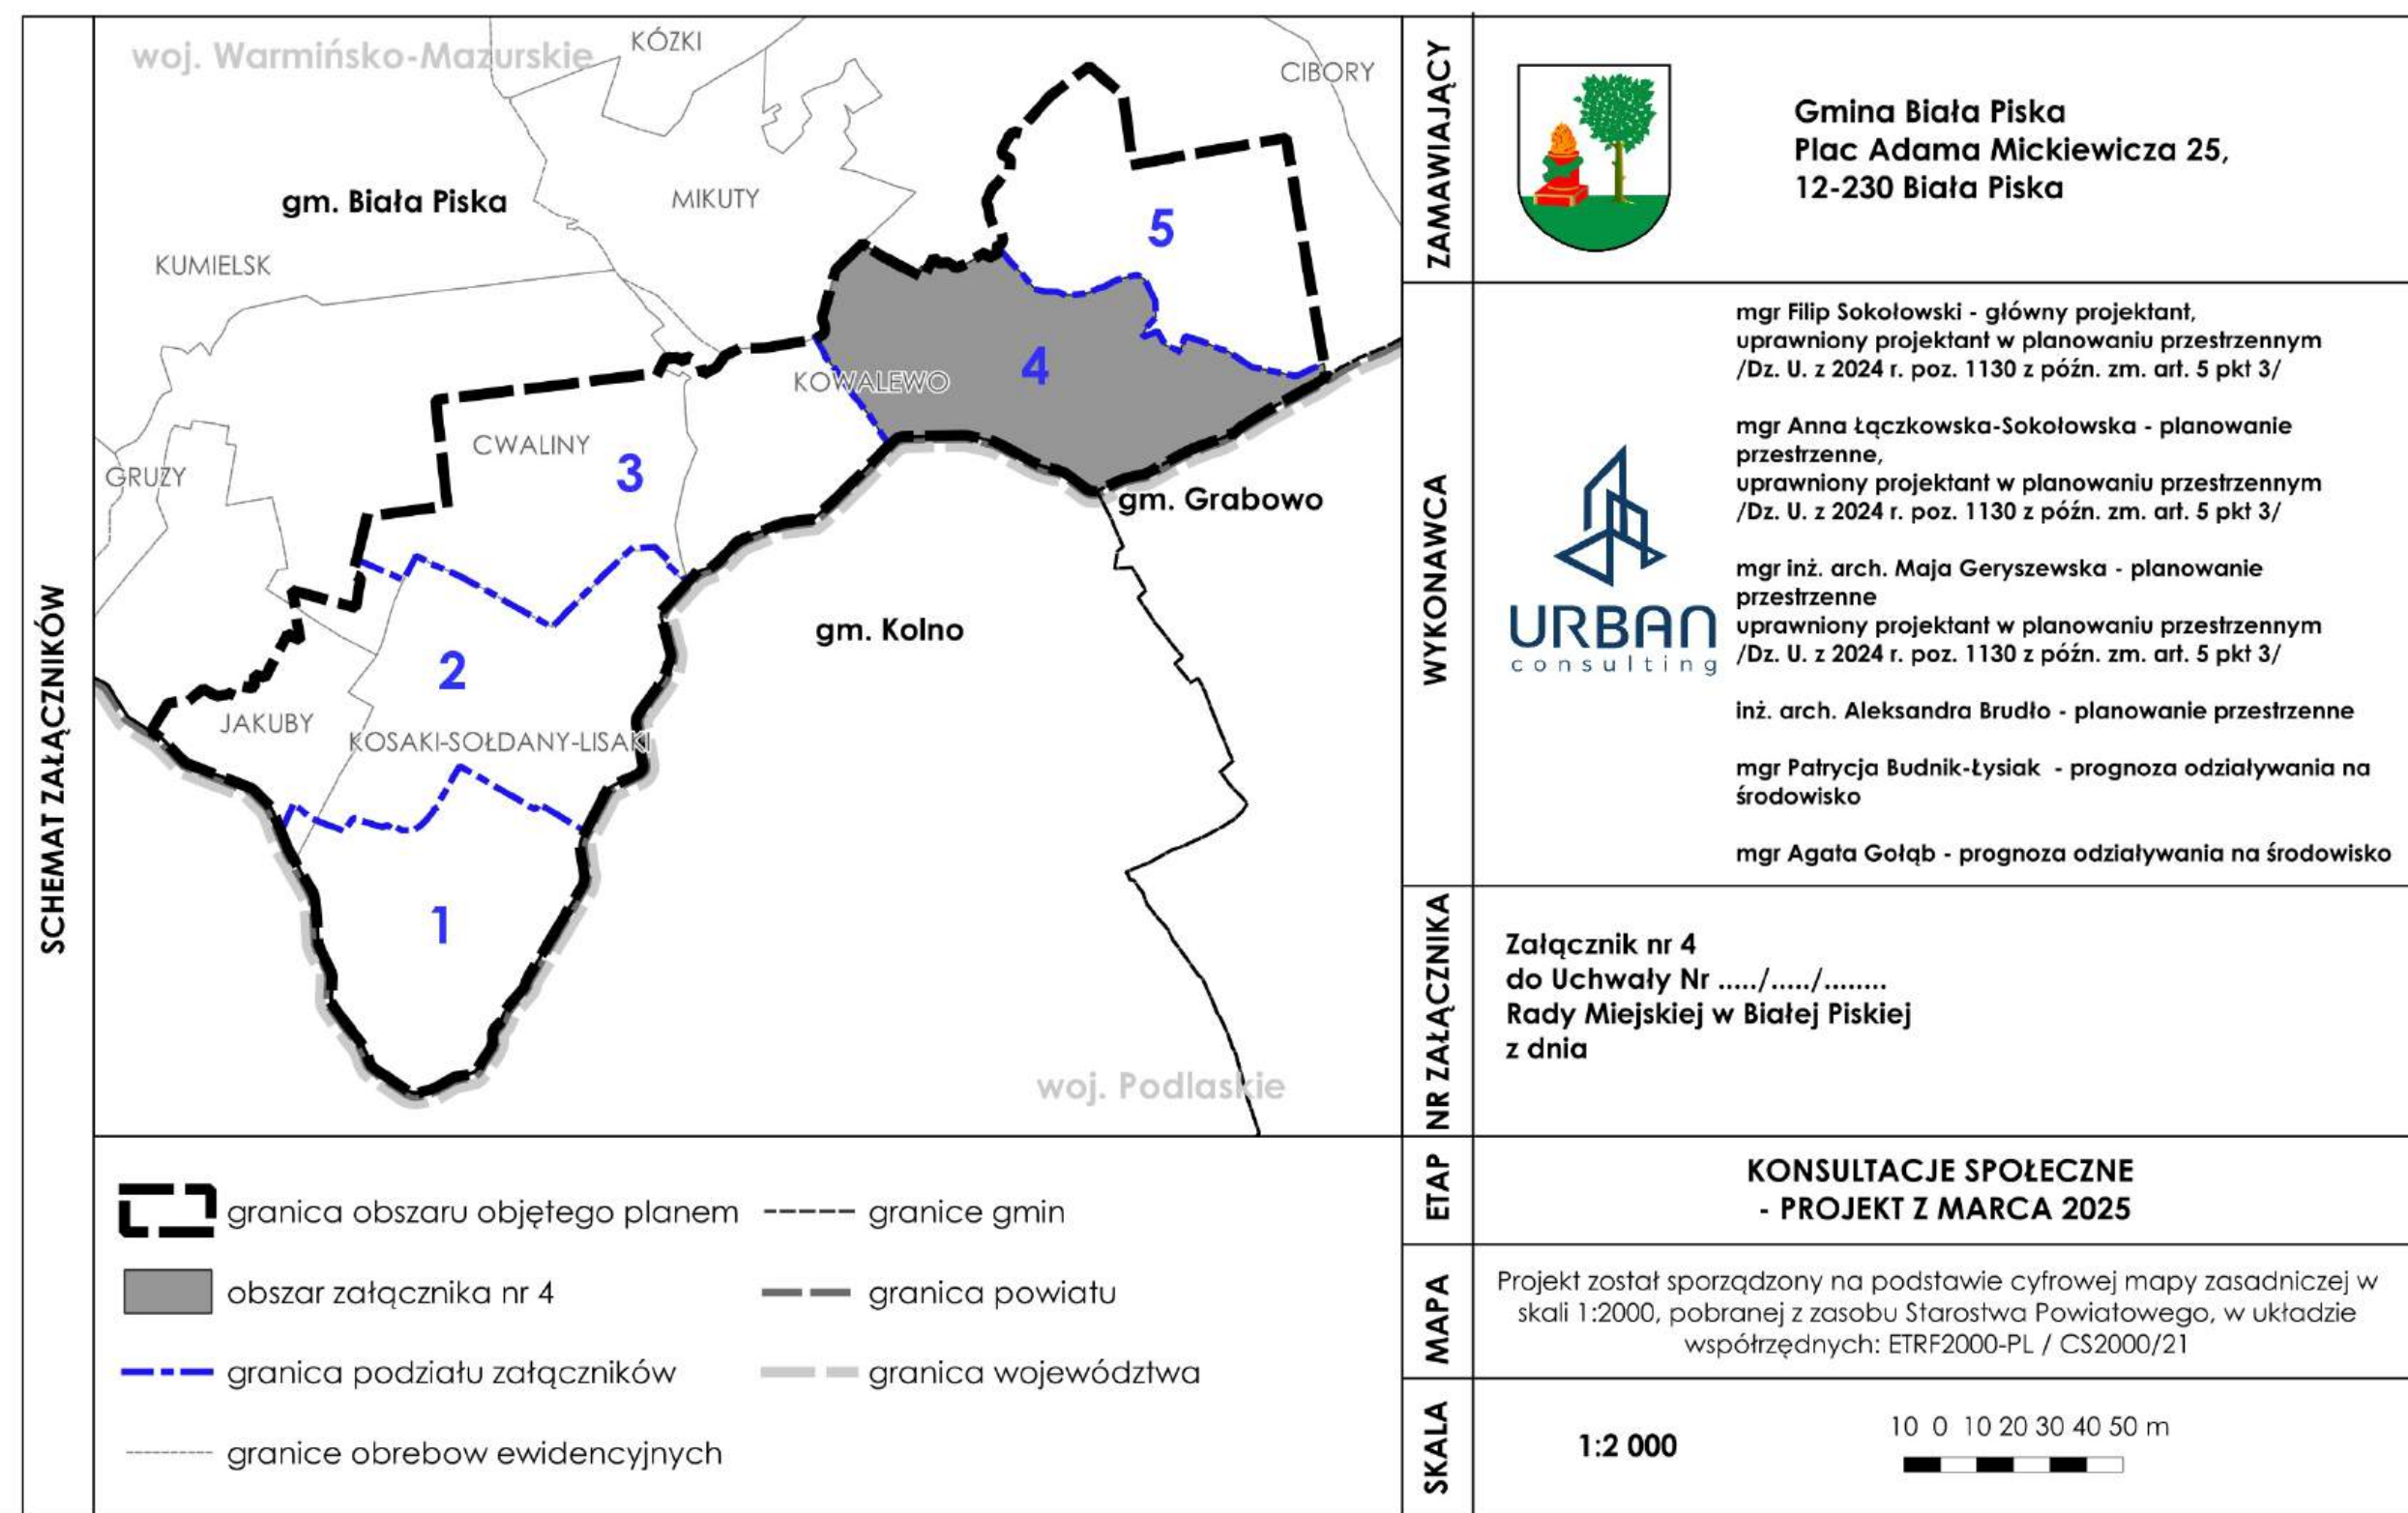 SCHEMAT ZAŁĄCZNIKÓW
woj. Warmińsko-Mazurskie
KÓZKI
CIBORY
gm. Biała Piska
MIKUTY
5
KUMIELSK
4
KOWALEWO
CWALINY
3
GRUZY
gm. Grabowo
gm. Kolno
2
JAKUBY
KOSAKI-SOŁDANY-LISAKI
1
woj. Podlaskie
granica obszaru objętego planem
obszar załącznika nr 4
granica podziału załączników
granice obrebow ewidencyjnych
granice gmin
granica powiatu
granica województwa
ZAMAWIAJĄCY
Gmina Biała Piska
Plac Adama Mickiewicza 25,
12-230 Biała Piska
WYKONAWCA
URBAN
consulting
mgr Filip Sokołowski - główny projektant,
uprawniony projektant w planowaniu przestrzennym
/Dz. U. z 2024 r. poz. 1130 z późn. zm. art. 5 pkt 3/
mgr Anna Łączkowska-Sokołowska - planowanie
przestrzenne,
uprawniony projektant w planowaniu przestrzennym
/Dz. U. z 2024 r. poz. 1130 z późn. zm. art. 5 pkt 3/
mgr inż. arch. Maja Geryszewska - planowanie
przestrzenne
uprawniony projektant w planowaniu przestrzennym
/Dz. U. z 2024 r. poz. 1130 z późn. zm. art. 5 pkt 3/
inż. arch. Aleksandra Brudło - planowanie przestrzenne
mgr Patrycja Budnik-Łysiak - prognoza odziaływania na
środowisko
mgr Agata Gołąb - prognoza odziaływania na środowisko
NR ZAŁĄCZNIKA
Załącznik nr 4
do Uchwały Nr ...../...../........
Rady Miejskiej w Białej Piskiej
z dnia
ETAP
KONSULTACJE SPOŁECZNE
- PROJEKT Z MARCA 2025
MAPA
Projekt został sporządzony na podstawie cyfrowej mapy zasadniczej w
skali 1:2000, pobranej z zasobu Starostwa Powiatowego, w układzie
współrzędnych: ETRF2000-PL / CS2000/21
SKALA
1:2 000
10 0 10 20 30 40 50 m